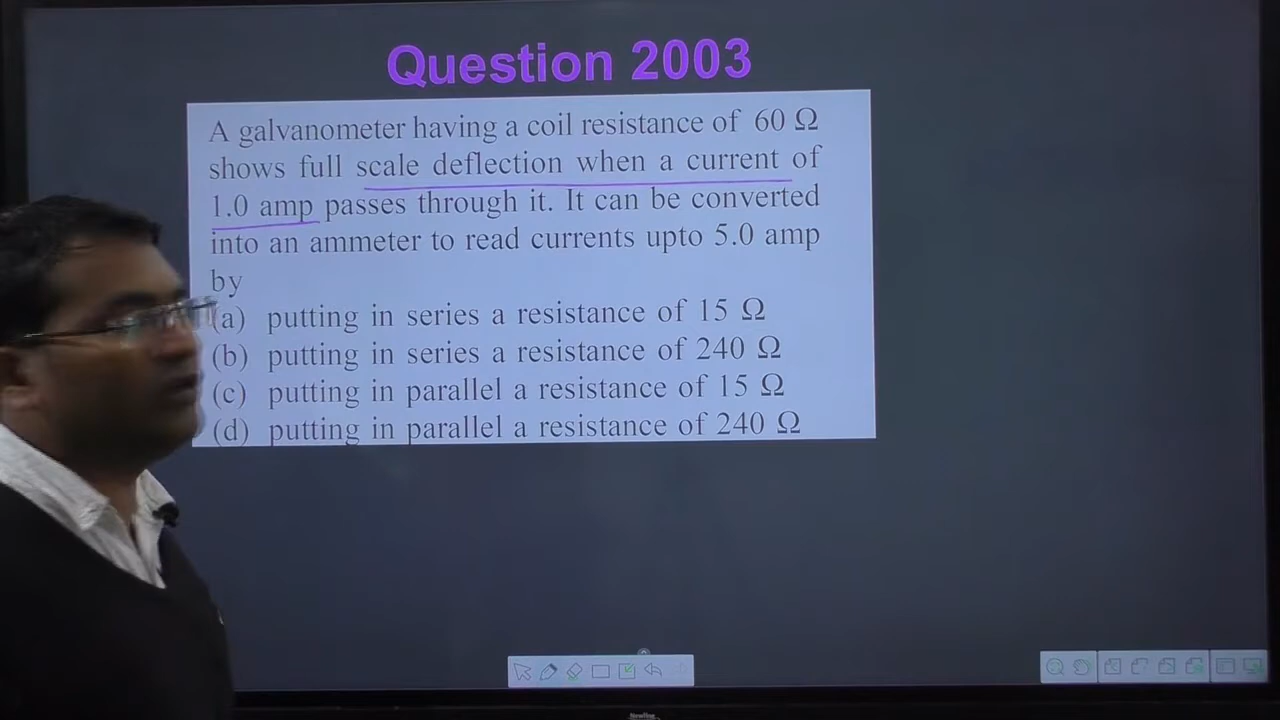 Question 2003
A galvanometer having a coil resistance of 60 Ω
shows full scale deflection when a current of
1.0 amp passes through it. It can be converted
into an ammeter to read currents upto 5.0 amp
by
(a) putting in series a resistance of 15 Ω
(b) putting in series a resistance of 240 Ω
(c) putting in parallel a resistance of 15 Ω
(d) putting in parallel a resistance of 240 Ω
Newline